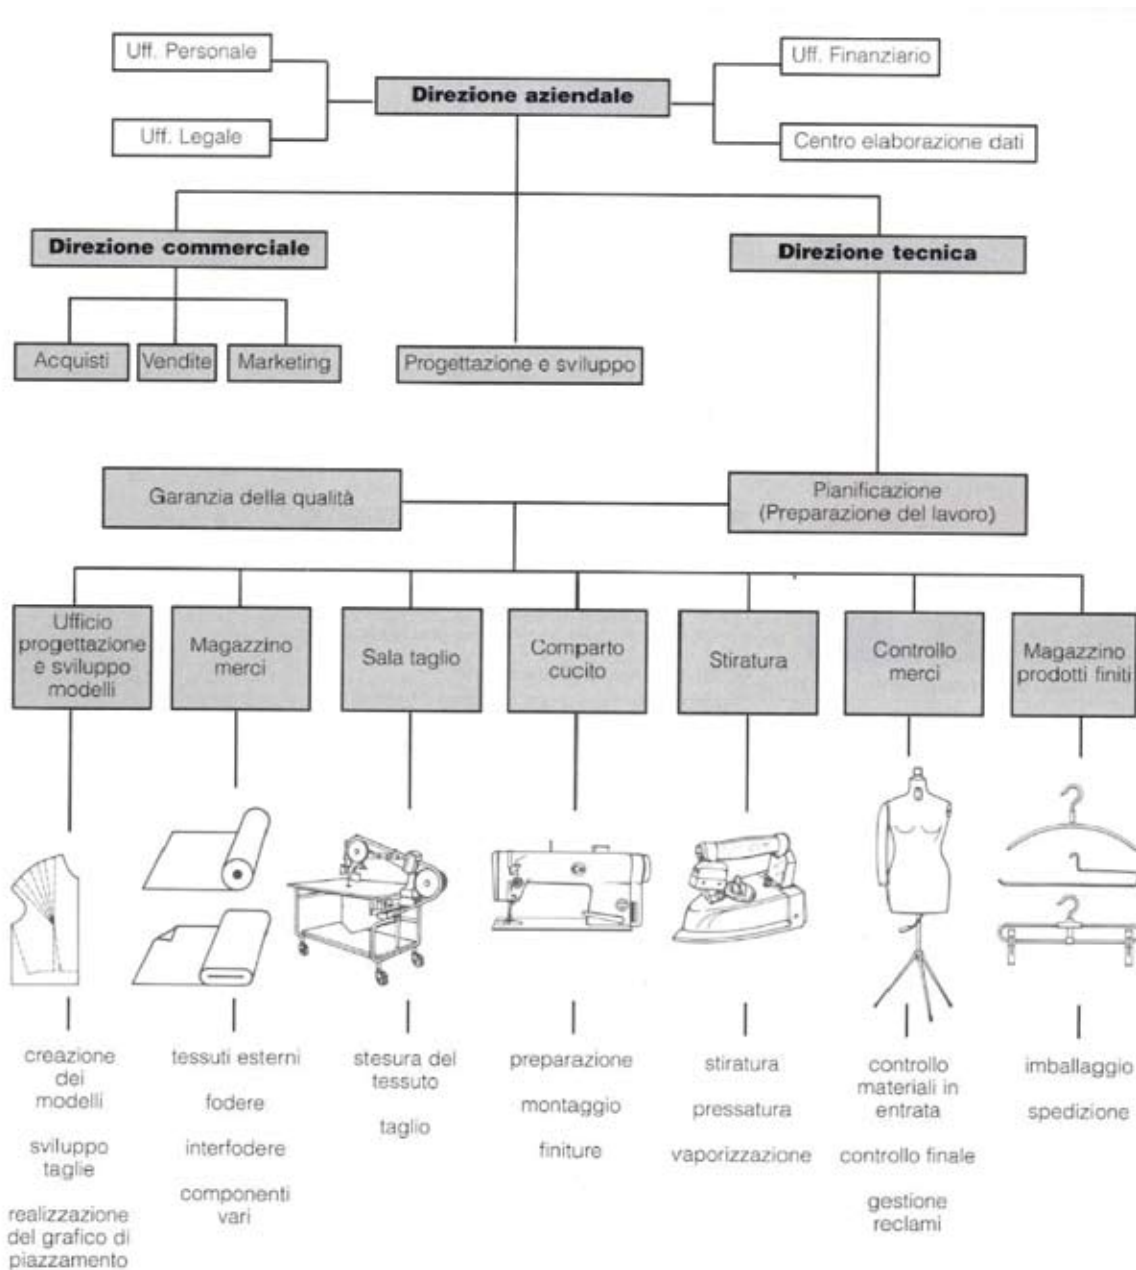 Uff. Personale
Uff. Finanziario
Direzione aziendale
Uff. Legale
Centro elaborazione dati
Direzione commerciale
Direzione tecnica
Acquisti
Vendite
Marketing
Progettazione e sviluppo
Garanzia della qualità
Pianificazione
(Preparazione del lavoro)
Ufficio
progettazione
e sviluppo
modelli
Magazzino
merci
Sala taglio
Comparto
cucito
Stiratura
Controllo
merci
Magazzino
prodotti finiti
creazione
dei
modelli
sviluppo
taglie
realizzazione
del grafico di
piazzamento
tessuti esterni
fodere
interfodere
componenti
vari
stesura del
tessuto
taglio
preparazione
montaggio
finiture
stiratura
pressatura
vaporizzazione
controllo
materiali in
entrata
controllo finale
gestione
reclami
imballaggio
spedizione